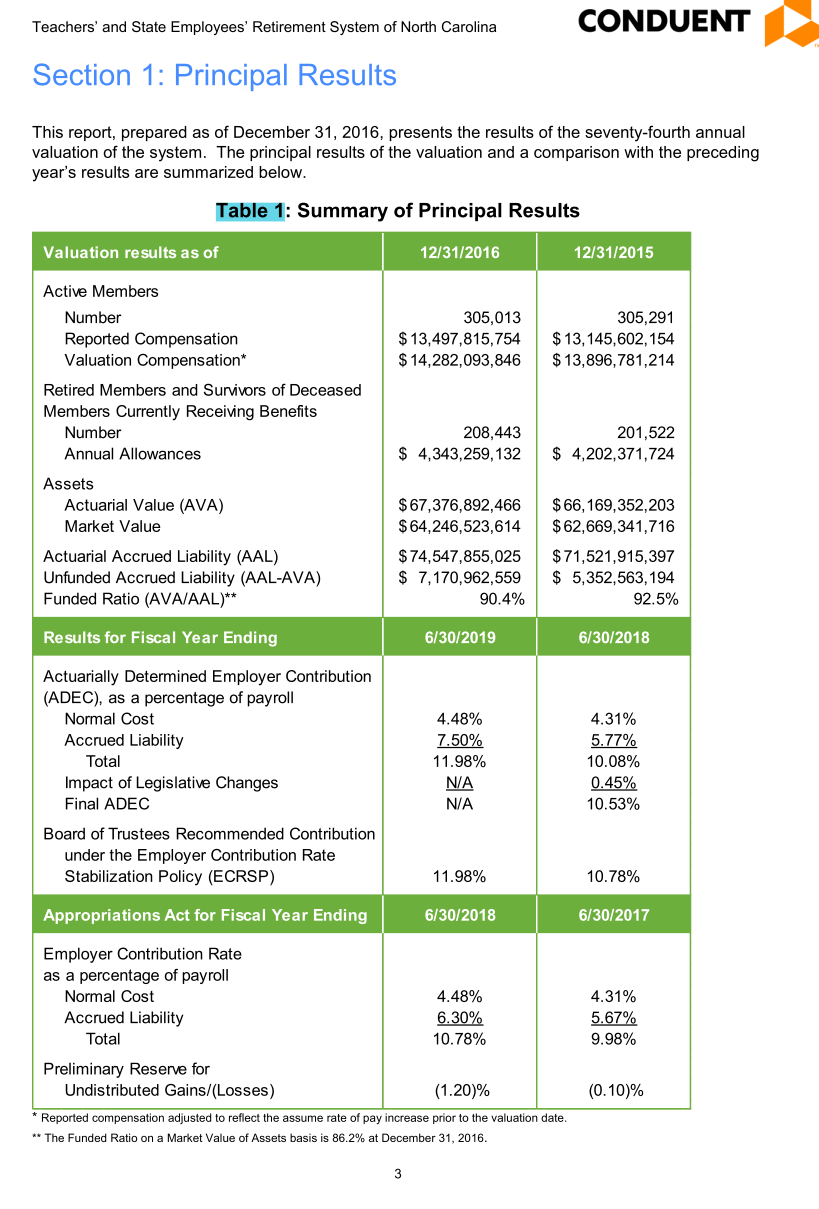 Teachers' and State Employees' Retirement System of North Carolina
CONDUENT
TM
Section 1: Principal Results
This report, prepared as of December 31, 2016, presents the results of the seventy-fourth annual
valuation of the system.  The principal results of the valuation and a comparison with the preceding
year's results are summarized below.
Table 1: Summary of Principal Results
Valuation results as of 12/31/2016 12/31/2015
Active Members
Number 305,013 305,291
Reported Compensation $ 13,497,815,754 $ 13,145,602,154
Valuation Compensation* $ 14,282,093,846 $ 13,896,781,214
Retired Members and Survivors of Deceased
Members Currently Receiving Benefits
Number 208,443 201,522
Annual Allowances $ 4,343,259,132 $ 4,202,371,724
Assets
Actuarial Value (AVA) $ 67,376,892,466 $ 66,169,352,203
Market Value $ 64,246,523,614 $ 62,669,341,716
Actuarial Accrued Liability (AAL) $ 74,547,855,025 $ 71,521,915,397
Unfunded Accrued Liability (AAL-AVA) $ 7,170,962,559 $ 5,352,563,194
Funded Ratio (AVA/AAL)** 90.4% 92.5%
Results for Fiscal Year Ending 6/30/2019 6/30/2018
Actuarially Determined Employer Contribution
(ADEC), as a percentage of payroll
Normal Cost 4.48% 4.31%
Accrued Liability 7.50% 5.77%
Total 11.98% 10.08%
Impact of Legislative Changes N/A 0.45%
Final ADEC N/A 10.53%
Board of Trustees Recommended Contribution
under the Employer Contribution Rate
Stabilization Policy (ECRSP) 11.98% 10.78%
Appropriations Act for Fiscal Year Ending 6/30/2018 6/30/2017
Employer Contribution Rate
as a percentage of payroll
Normal Cost 4.48% 4.31%
Accrued Liability 6.30% 5.67%
Total 10.78% 9.98%
Preliminary Reserve for
Undistributed Gains/(Losses) (1.20)% (0.10)%
* Reported compensation adjusted to reflect the assume rate of pay increase prior to the valuation date.
** The Funded Ratio on a Market Value of Assets basis is 86.2% at December 31, 2016.
3